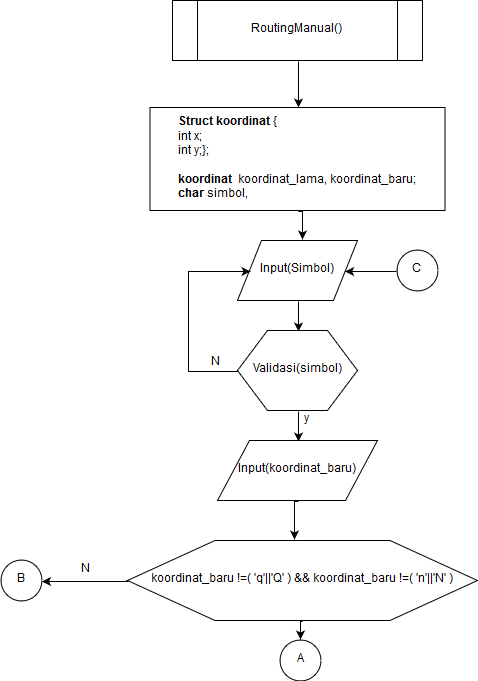 RoutingManual()
Struct koordinat {
int x;
int y;};
koordinat koordinat_lama, koordinat_baru;
char simbol,
Input(Simbol)
C
N
Validasi(simbol)
y
Input(koordinat_baru)
N
B
koordinat_baru !=( 'q'||'Q' ) && koordinat_baru !=( 'n'||'N' )
A